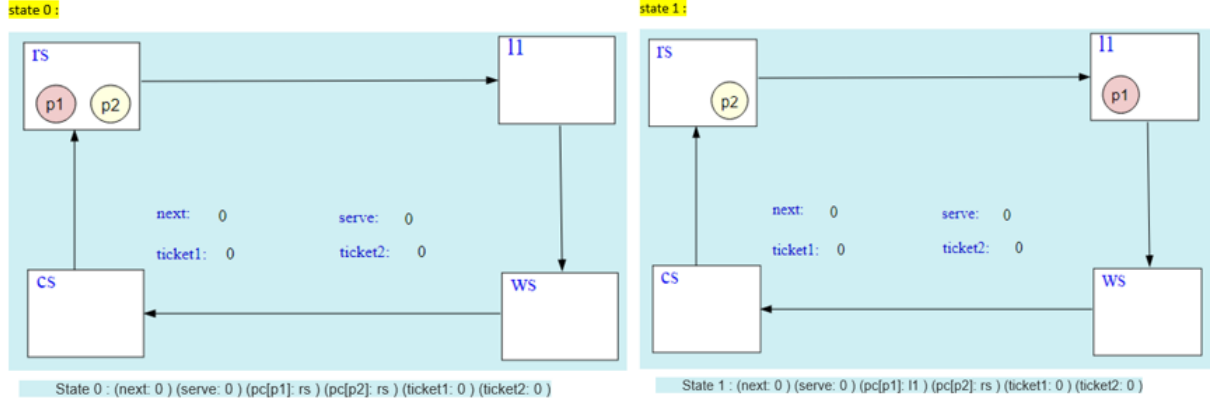 state 0 :
rs
l1
p1
p2
next: 0
serve: 0
ticket1: 0
ticket2: 0
cs
ws
State 0 : (next: 0 ) (serve: 0 ) (pc[p1]: rs ) (pc[p2]: rs ) (ticket1: 0 ) (ticket2: 0 )
state 1 :
rs
l1
p2
p1
next: 0
serve: 0
ticket1: 0
ticket2: 0
cs
ws
State 1 : (next: 0 ) (serve: 0 ) (pc[p1]: l1 ) (pc[p2]: rs ) (ticket1: 0 ) (ticket2: 0 )